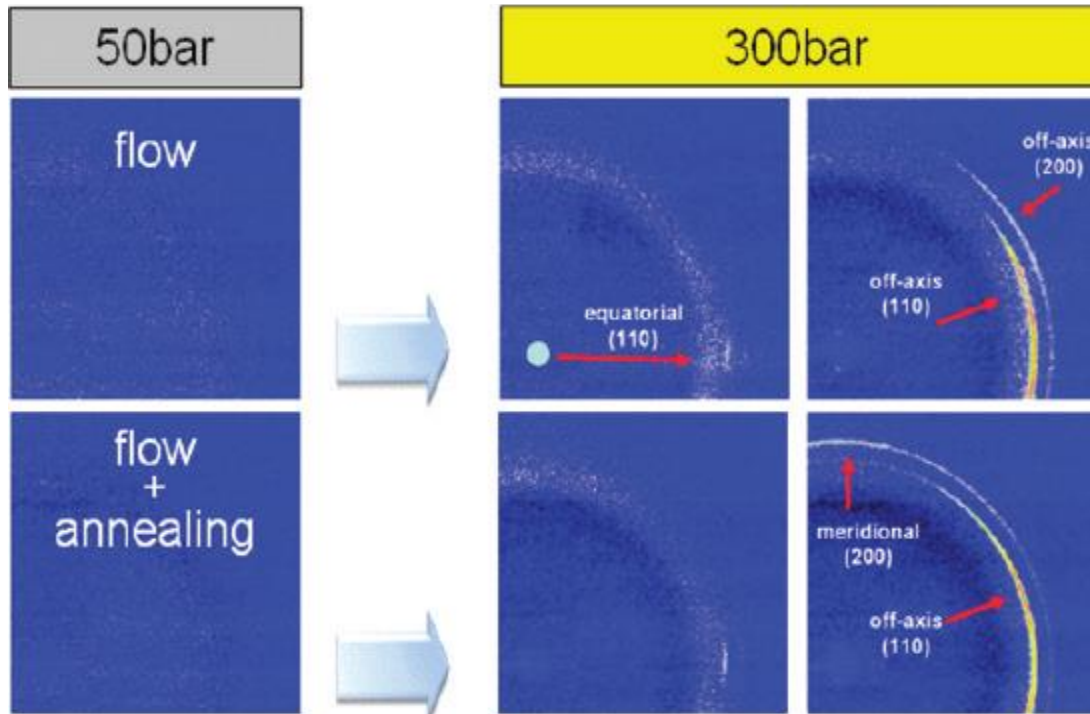 50bar
300bar
flow
equatorial
(110)
off-axis
(200)
off-axis
(110)
flow
+
annealing
meridional
(200)
off-axis
(110)